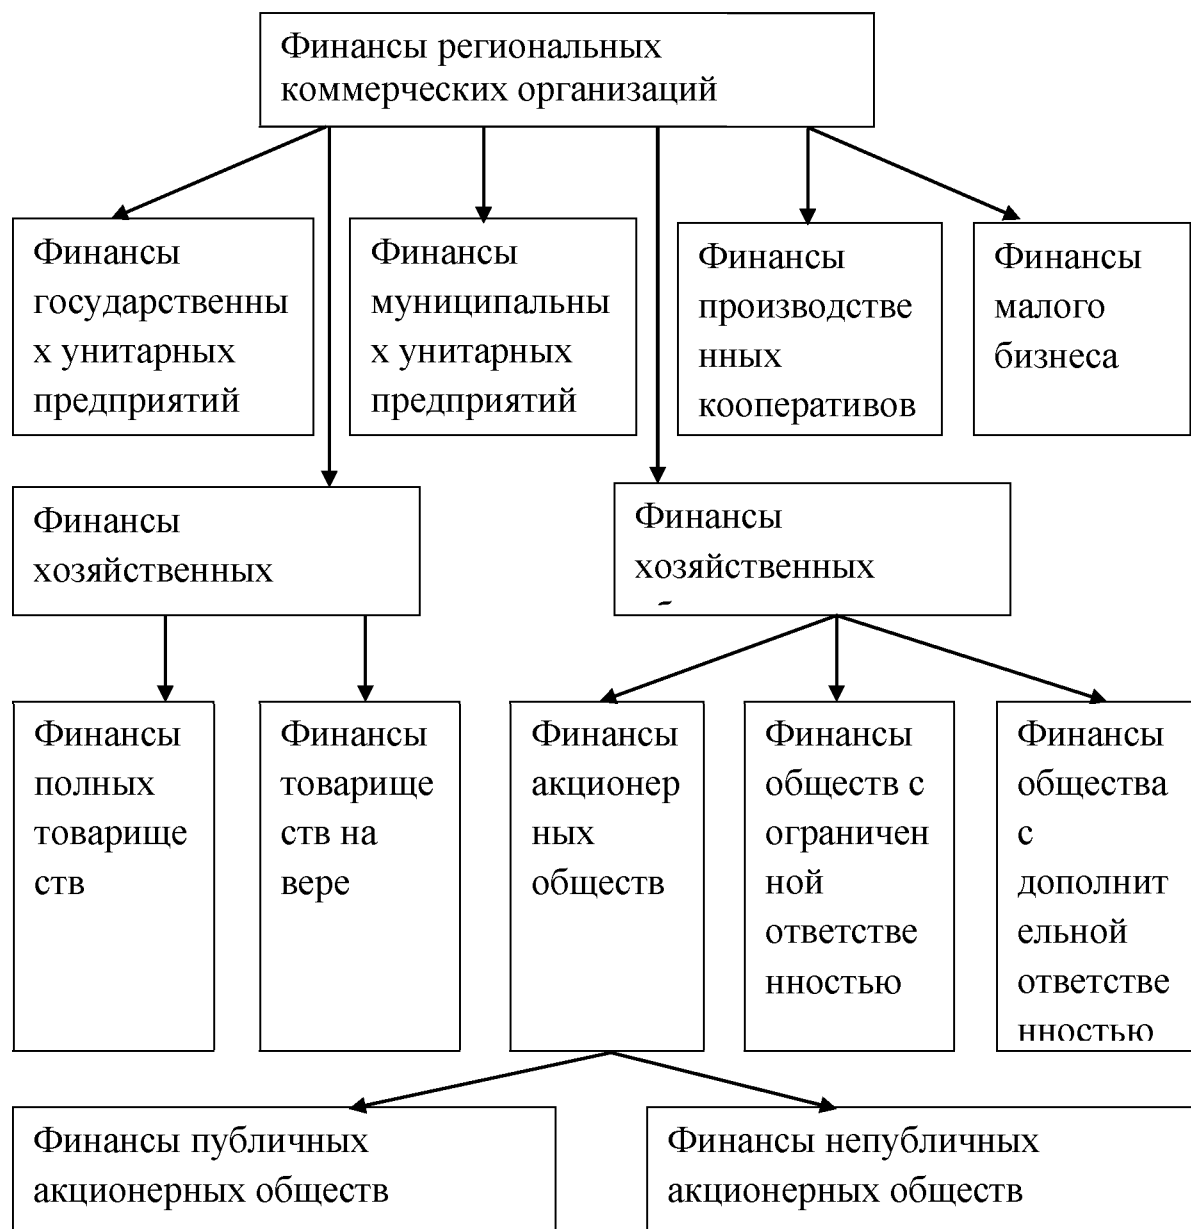 Финансы региональных
коммерческих организаций
Финансы
государственны
х унитарных
предприятий
Финансы
муниципальны
х унитарных
предприятий
Финансы
производстве
нных
кооперативов
Финансы
малого
бизнеса
Финансы
хозяйственных
Финансы
хозяйственных
Финансы
полных
товарище
ств
Финансы
товарище
ств на
вере
Финансы
акционер
ных
обществ
Финансы
обществ с
ограничен
ной
ответстве
нностью
Финансы
общества
с
дополнит
ельной
ответстве
нностью
Финансы публичных
акционерных обществ
Финансы непубличных
акционерных обществ